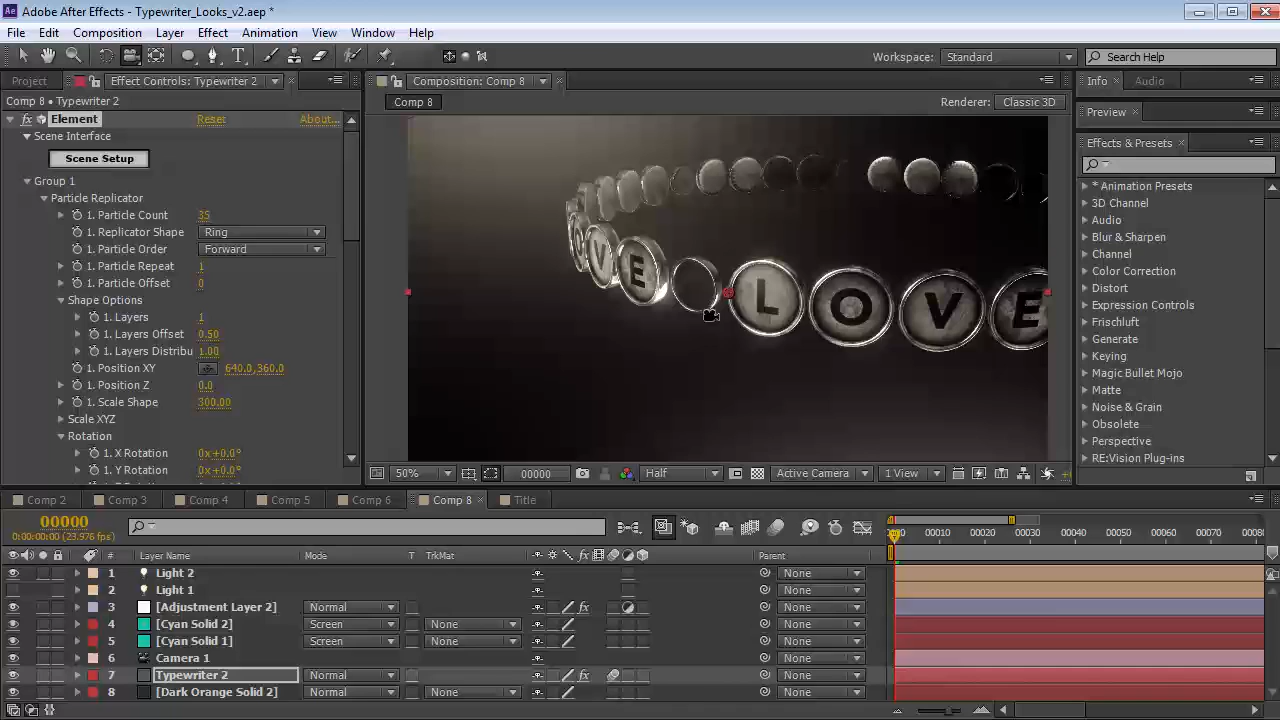 Adobe After Effects - Typewriter_Looks_v2.aep *
File Edit Composition Layer Effect Animation View Window Help
Workspace: Standard Search Help
Project Effect Controls: Typewriter 2 Composition: Comp 8 Info Audio
Comp 8 • Typewriter 2 Comp 8 Renderer: Classic 3D
Element Reset About...
Scene Interface
Scene Setup
Group 1
Particle Replicator
1. Particle Count 35
1. Replicator Shape Ring
1. Particle Order Forward
1. Particle Repeat 1
1. Particle Offset 0
Shape Options
1. Layers 1
1. Layers Offset 0.50
1. Layers Distribu 1.00
1. Position XY 640.0,360.0
1. Position Z 0.0
1. Scale Shape 300.00
Scale XYZ
Rotation
1. X Rotation 0x+0.0°
1. Y Rotation 0x+0.0°
OVE LOVE
50% 00000 Half Active Camera 1 View
Preview
Effects & Presets
* Animation Presets
3D Channel
Audio
Blur & Sharpen
Channel
Color Correction
Distort
Expression Controls
Frischluft
Generate
Keying
Magic Bullet Mojo
Matte
Noise & Grain
Obsolete
Perspective
RE:Vision Plug-ins
Comp 2 Comp 3 Comp 4 Comp 5 Comp 6 Comp 8 Title
00000
0:00:00:00 (23.976 fps)
00010 00020 00030 00040 00050 00060 00070
# Layer Name Mode T TrkMat Parent
1 Light 2 None
2 Light 1 None
3 [Adjustment Layer 2] Normal None
4 [Cyan Solid 2] Screen None None
5 [Cyan Solid 1] Screen None None
6 Camera 1 None
7 Typewriter 2 Normal None
8 [Dark Orange Solid 2] Normal None None